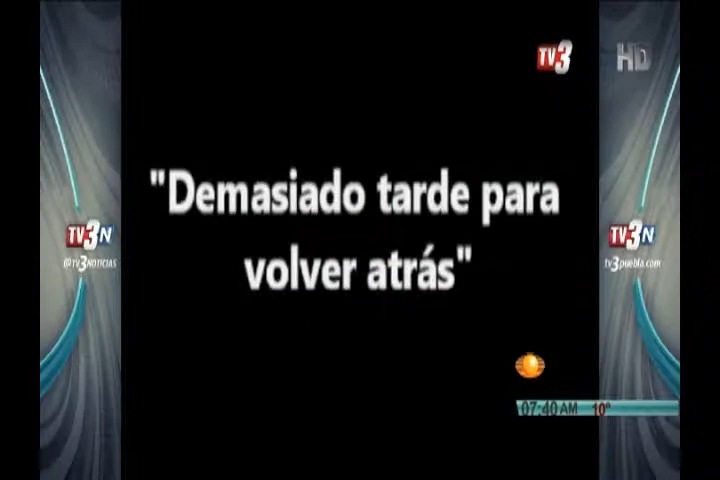 TV3 HD
"Demasiado tarde para
volver atrás"
TV3N
@TV3NOTICIAS
TV3N
tv3puebla.com
07:40 AM 10°